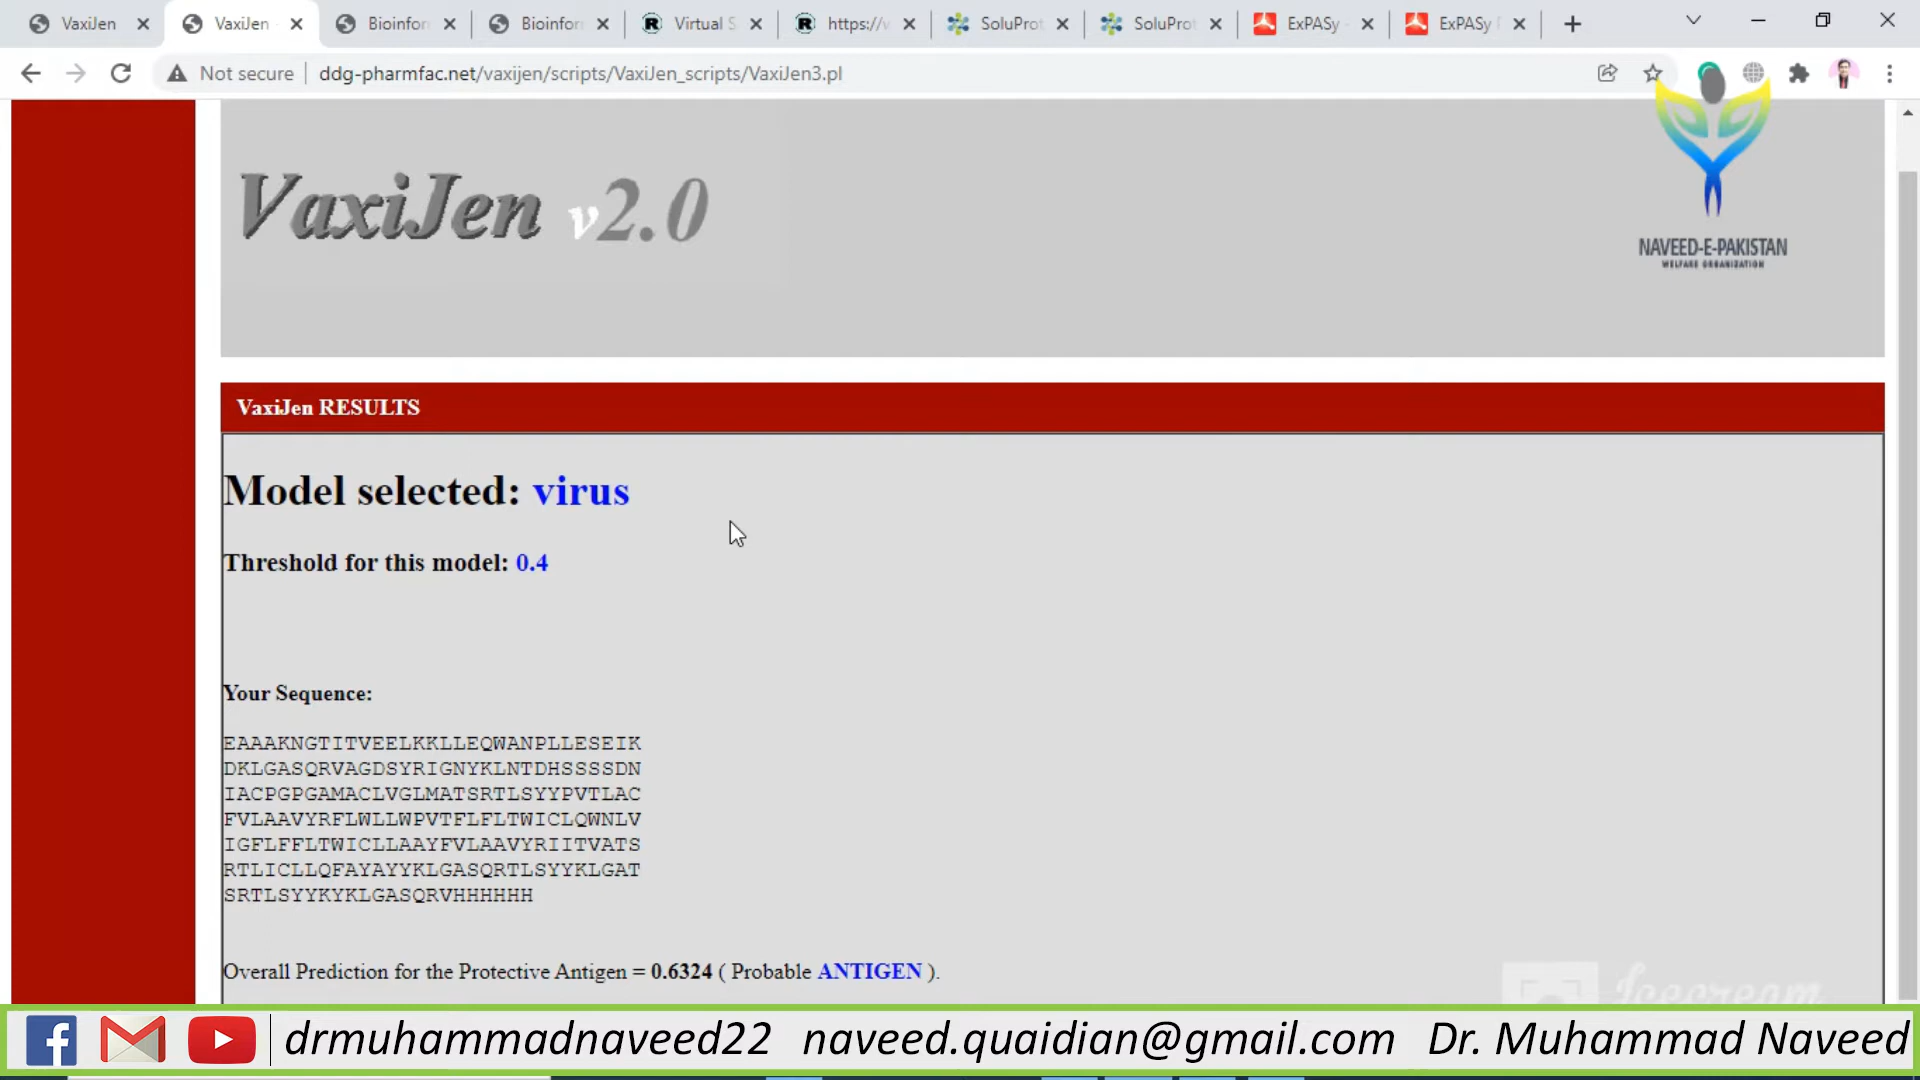 VaxiJen
VaxiJen
Bioinfor
Bioinfor
Virtual S
https://v
SoluProt
SoluProt
ExPASy -
ExPASy
Not secure
ddg-pharmfac.net/vaxijen/scripts/VaxiJen_scripts/VaxiJen3.pl
VaxiJen v2.0
NAVEED-E-PAKISTAN
WELFARE ORGANIZATION
VaxiJen RESULTS
Model selected: virus
Threshold for this model: 0.4
Your Sequence:
EAAAKNGTITVEELKKLLEQWANPLLESEIK
DKLGASQRVAGDSYRIGNYKLNTDHSSSSDN
IACPGPGAMACLVGLMATSRTLSYYPVTLAC
FVLAAVYRFLWLLWPVTFLFLTWICLQWNLV
IGFLFFLTWICLLAAYFVLAAVYRIITVATS
RTLICLLQFAYAYYKLGASQRTLSYYKLGAT
SRTLSYYKYKLGASQRVHHHHHH
Overall Prediction for the Protective Antigen = 0.6324 ( Probable ANTIGEN ).
Icecream
drmuhammadnaveed22 naveed.quaidian@gmail.com Dr. Muhammad Naveed